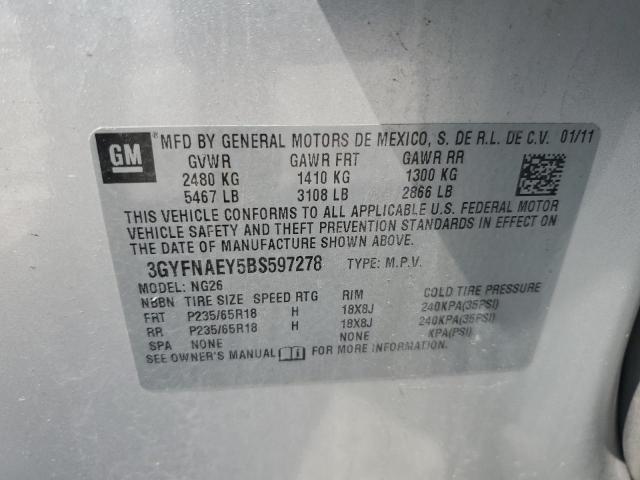 GM ®MFD BY GENERAL MOTORS DE MEXICO, S. DE R.L. DE C.V. 01/11
GVWR GAWR FRT GAWR RR
2480 KG 1410 KG 1300 KG
5467 LB 3108 LB 2866 LB
THIS VEHICLE CONFORMS TO ALL APPLICABLE U.S. FEDERAL MOTOR
VEHICLE SAFETY AND THEFT PREVENTION STANDARDS IN EFFECT ON
THE DATE OF MANUFACTURE SHOWN ABOVE.
3GYFNAEY5BS597278 TYPE: M.P.V.
MODEL: NG26
NBBN TIRE SIZE SPEED RTG RIM COLD TIRE PRESSURE
FRT P235/65R18 H 18X8J 240KPA(35PSI)
RR P235/65R18 H 18X8J 240KPA(35PSI)
SPA NONE NONE KPA(PSI)
SEE OWNER'S MANUAL FOR MORE INFORMATION.